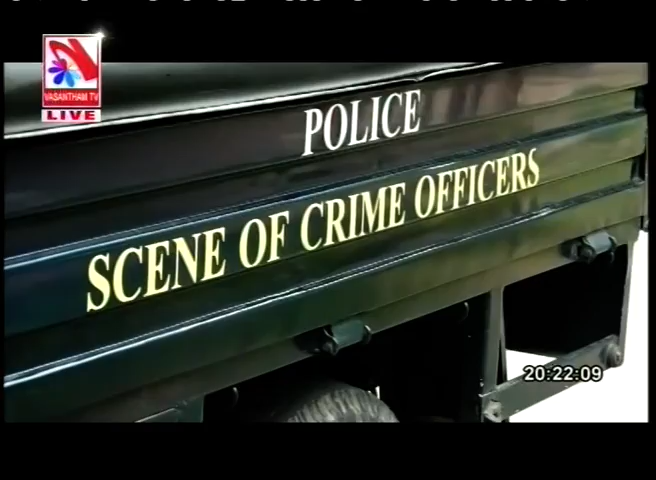 VASANTHAM TV
LIVE
POLICE
SCENE OF CRIME OFFICERS
20:22:09